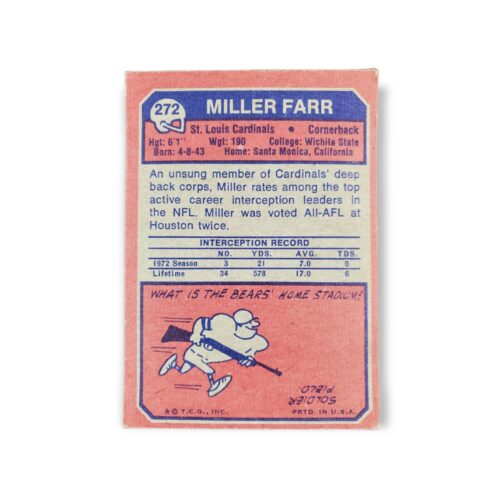 272 MILLER FARR
St. Louis Cardinals • Cornerback
Hgt: 6'1" Wgt: 190 College: Wichita State
Born: 4-8-43 Home: Santa Monica, California
An unsung member of Cardinals' deep
back corps, Miller rates among the top
active career interception leaders in
the NFL. Miller was voted All-AFL at
Houston twice.
INTERCEPTION RECORD
NO. YDS. AVG. TDS.
1972 Season 3 21 7.0 0
Lifetime 34 578 17.0 6
WHAT IS THE BEARS' HOME STADIUM?
SOLDIER
FIELD
★ © T.C.G., INC. PRTD. IN U.S.A.